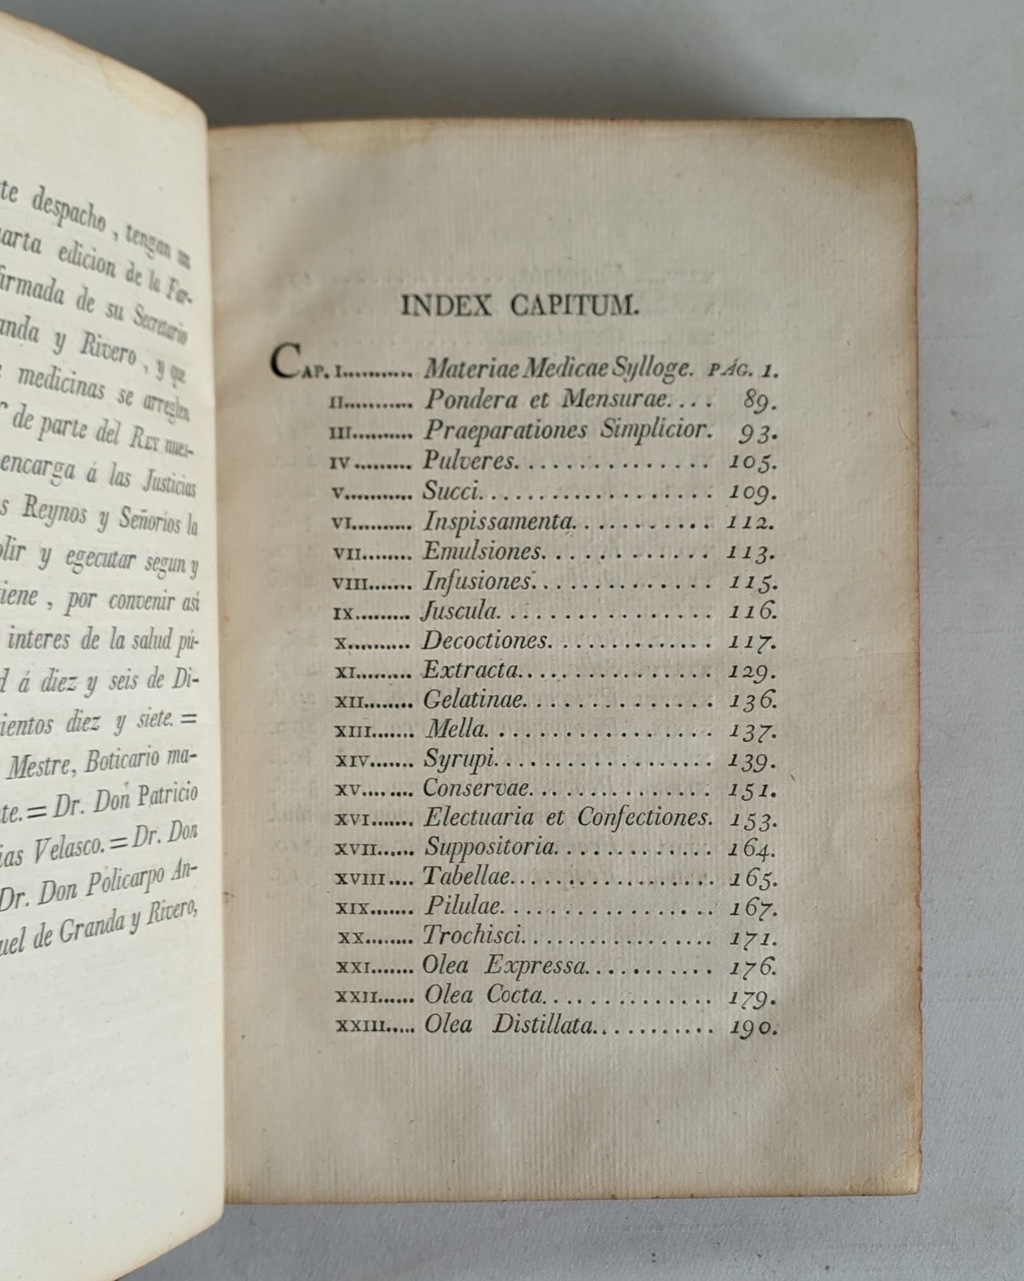 te despacho, tengan
arta edicion de la Far-
firmada de su Secretario
anda y Rivero, y que
medicinas se arreglen
de parte del REY nues-
encarga á las Justicias
s Reynos y Señoríos la
lir y egecutar segun y
iene, por convenir asi
interes de la salud pú-
d á diez y seis de Di-
ientos diez y siete. =
Mestre, Boticario ma-
te. = Dr. Don Patricio
ias Velasco. = Dr. Don
Dr. Don Policarpo An-
uel de Granda y Rivero,
INDEX CAPITUM.
CAP. I........... Materiae Medicae Sylloge. PÁG. 1.
II........... Pondera et Mensurae.... 89.
III.......... Praeparationes Simplicior. 93.
IV......... Pulveres............... 105.
V........... Succi................... 109.
VI.......... Inspissamenta.......... 112.
VII........ Emulsiones............. 113.
VIII....... Infusiones.............. 115.
IX......... Juscula................. 116.
X.......... Decoctiones............. 117.
XI......... Extracta................ 129.
XII........ Gelatinae............... 136.
XIII....... Mella.................. 137.
XIV....... Syrupi.................. 139.
XV........ Conservae.............. 151.
XVI....... Electuaria et Confectiones. 153.
XVII...... Suppositoria............ 164.
XVIII.... Tabellae................ 165.
XIX....... Pilulae................. 167.
XX........ Trochisci................ 171.
XXI....... Olea Expressa........... 176.
XXII...... Olea Cocta.............. 179.
XXIII..... Olea Distillata........... 190.